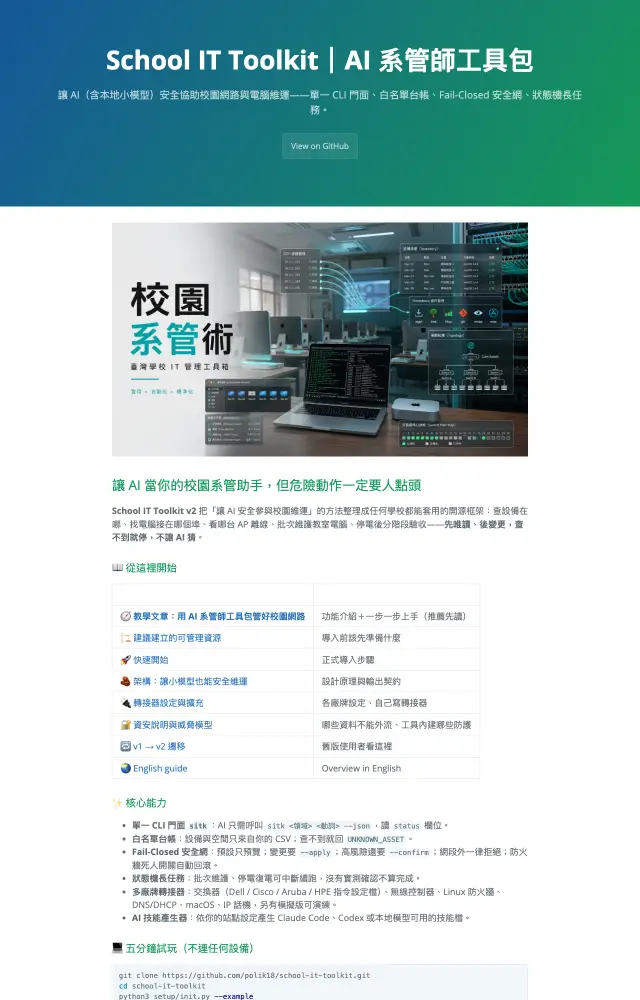 School IT Toolkit｜AI 系管師工具包
讓 AI（含本地小模型）安全協助校園網路與電腦維運——單一 CLI 門面、白名單台帳、Fail-Closed 安全網、狀態機長任
務。
View on GitHub
校園
系管術
臺灣學校 IT 管理工具箱
讓 AI 當你的校園系管助手，但危險動作一定要人點頭
School IT Toolkit v2 把「讓 AI 安全參與校園維運」的方法整理成任何學校都能套用的開源框架：查設備在
哪、找電腦接在哪個埠、看哪台 AP 離線、批次維護教室電腦、停電後分階段驗收——先唯讀、後變更，查
不到就停，不讓 AI 猜。
📖 從這裡開始
🧭 教學文章：用 AI 系管師工具包管好校園網路 功能介紹＋一步一步上手（推薦先讀）
🏗️ 建議建立的可管理資源 導入前該先準備什麼
🚀 快速開始 正式導入步驟
架構：讓小模型也能安全維運 設計原理與輸出契約
🔌 轉接器設定與擴充 各廠牌設定、自己寫轉接器
🔐 資安說明與威脅模型 哪些資料不能外流、工具內建哪些防護
v1 → v2 遷移 舊版使用者看這裡
English guide Overview in English
✨ 核心能力
• 單一 CLI 門面 sitk：AI 只需呼叫 sitk <領域> <動詞> --json，讀 status 欄位。
• 白名單台帳：設備與空間只來自你的 CSV；查不到就回 UNKNOWN_ASSET。
• Fail-Closed 安全網：預設只預覽；變更要 --apply；高風險還要 --confirm；網段外一律拒絕；防火
牆死人開關自動回滾。
• 狀態機長任務：批次維護、停電復電可中斷續跑，沒有實測確認不算完成。
• 多廠牌轉接器：交換器（Dell / Cisco / Aruba / HPE 指令設定檔）、無線控制器、Linux 防火牆、
DNS/DHCP、macOS、IP 話機，另有模擬版可演練。
• AI 技能產生器：依你的站點設定產生 Claude Code、Codex 或本地模型可用的技能檔。
💻 五分鐘試玩（不連任何設備）
git clone https://github.com/polik18/school-it-toolkit.git
cd school-it-toolkit
python3 setup/init.py --example